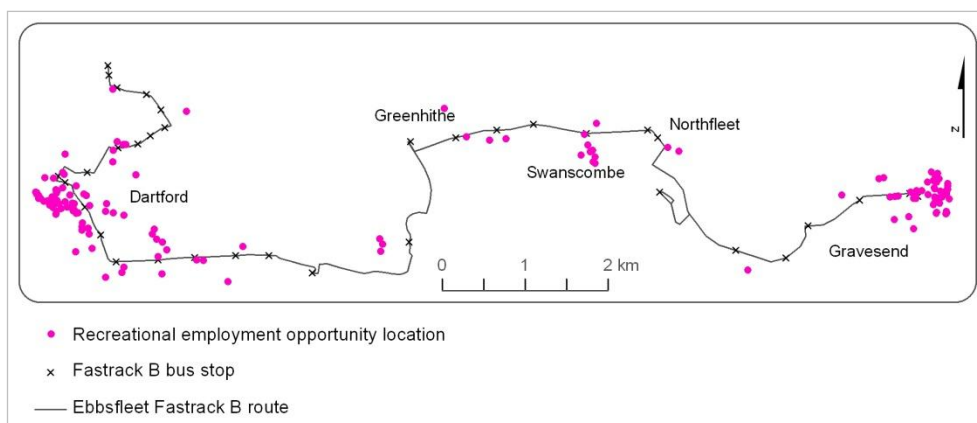 Greenhithe
Northfleet
Swanscombe
Dartford
Gravesend
0 1 2 km
N
Recreational employment opportunity location
Fastrack B bus stop
Ebbsfleet Fastrack B route